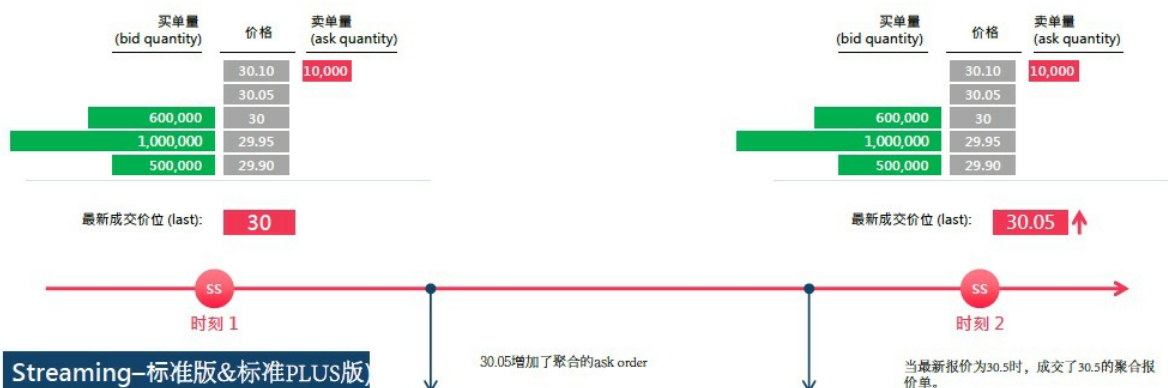 买单量
(bid quantity)
价格
卖单量
(ask quantity)
30.10
10,000
30.05
600,000
30
1,000,000
29.95
500,000
29.90
最新成交价位 (last):
30
买单量
(bid quantity)
价格
卖单量
(ask quantity)
30.10
10,000
30.05
600,000
30
1,000,000
29.95
500,000
29.90
最新成交价位 (last):
30.05
SS
时刻 1
SS
时刻 2
Streaming–标准版&标准PLUS版)
30.05增加了聚合的ask order
当最新报价为30.5时，成交了30.5的聚合报
价单。